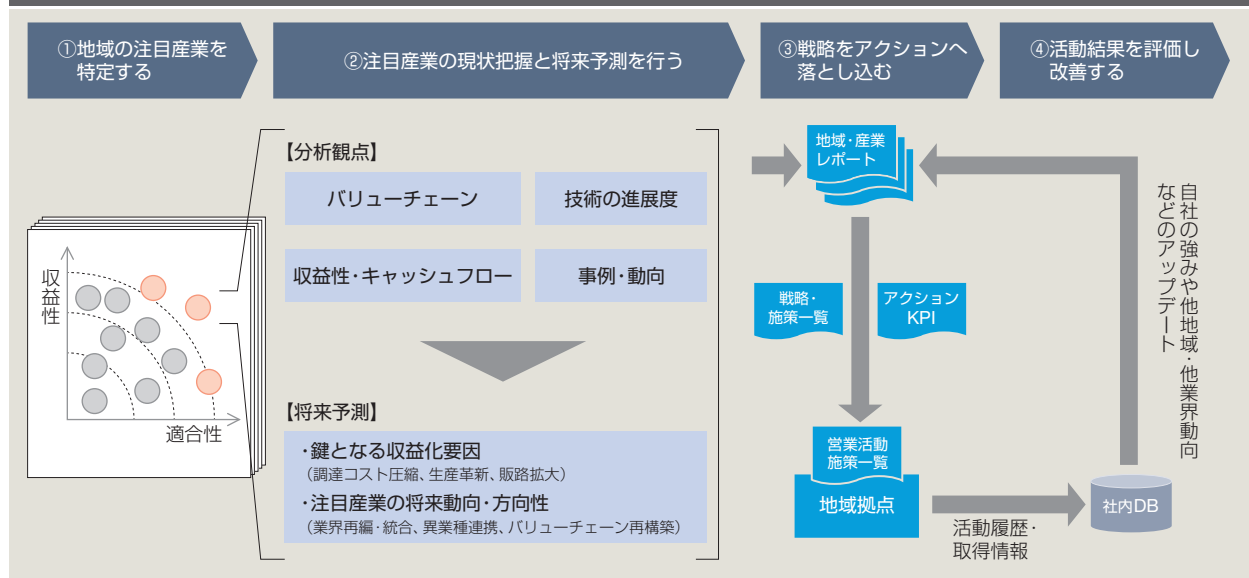 ①地域の注目産業を
特定する
②注目産業の現状把握と将来予測を行う
③戦略をアクションへ
落とし込む
④活動結果を評価し
改善する
収益性
適合性
【分析観点】
バリューチェーン
技術の進展度
収益性・キャッシュフロー
事例・動向
【将来予測】
・鍵となる収益化要因
（調達コスト圧縮、生産革新、販路拡大）
・注目産業の将来動向・方向性
（業界再編・統合、異業種連携、バリューチェーン再構築）
地域・産業
レポート
戦略・
施策一覧
アクション
KPI
営業活動
施策一覧
地域拠点
活動履歴・
取得情報
社内DB
自社の強みや他地域・他業界動向
などのアップデート